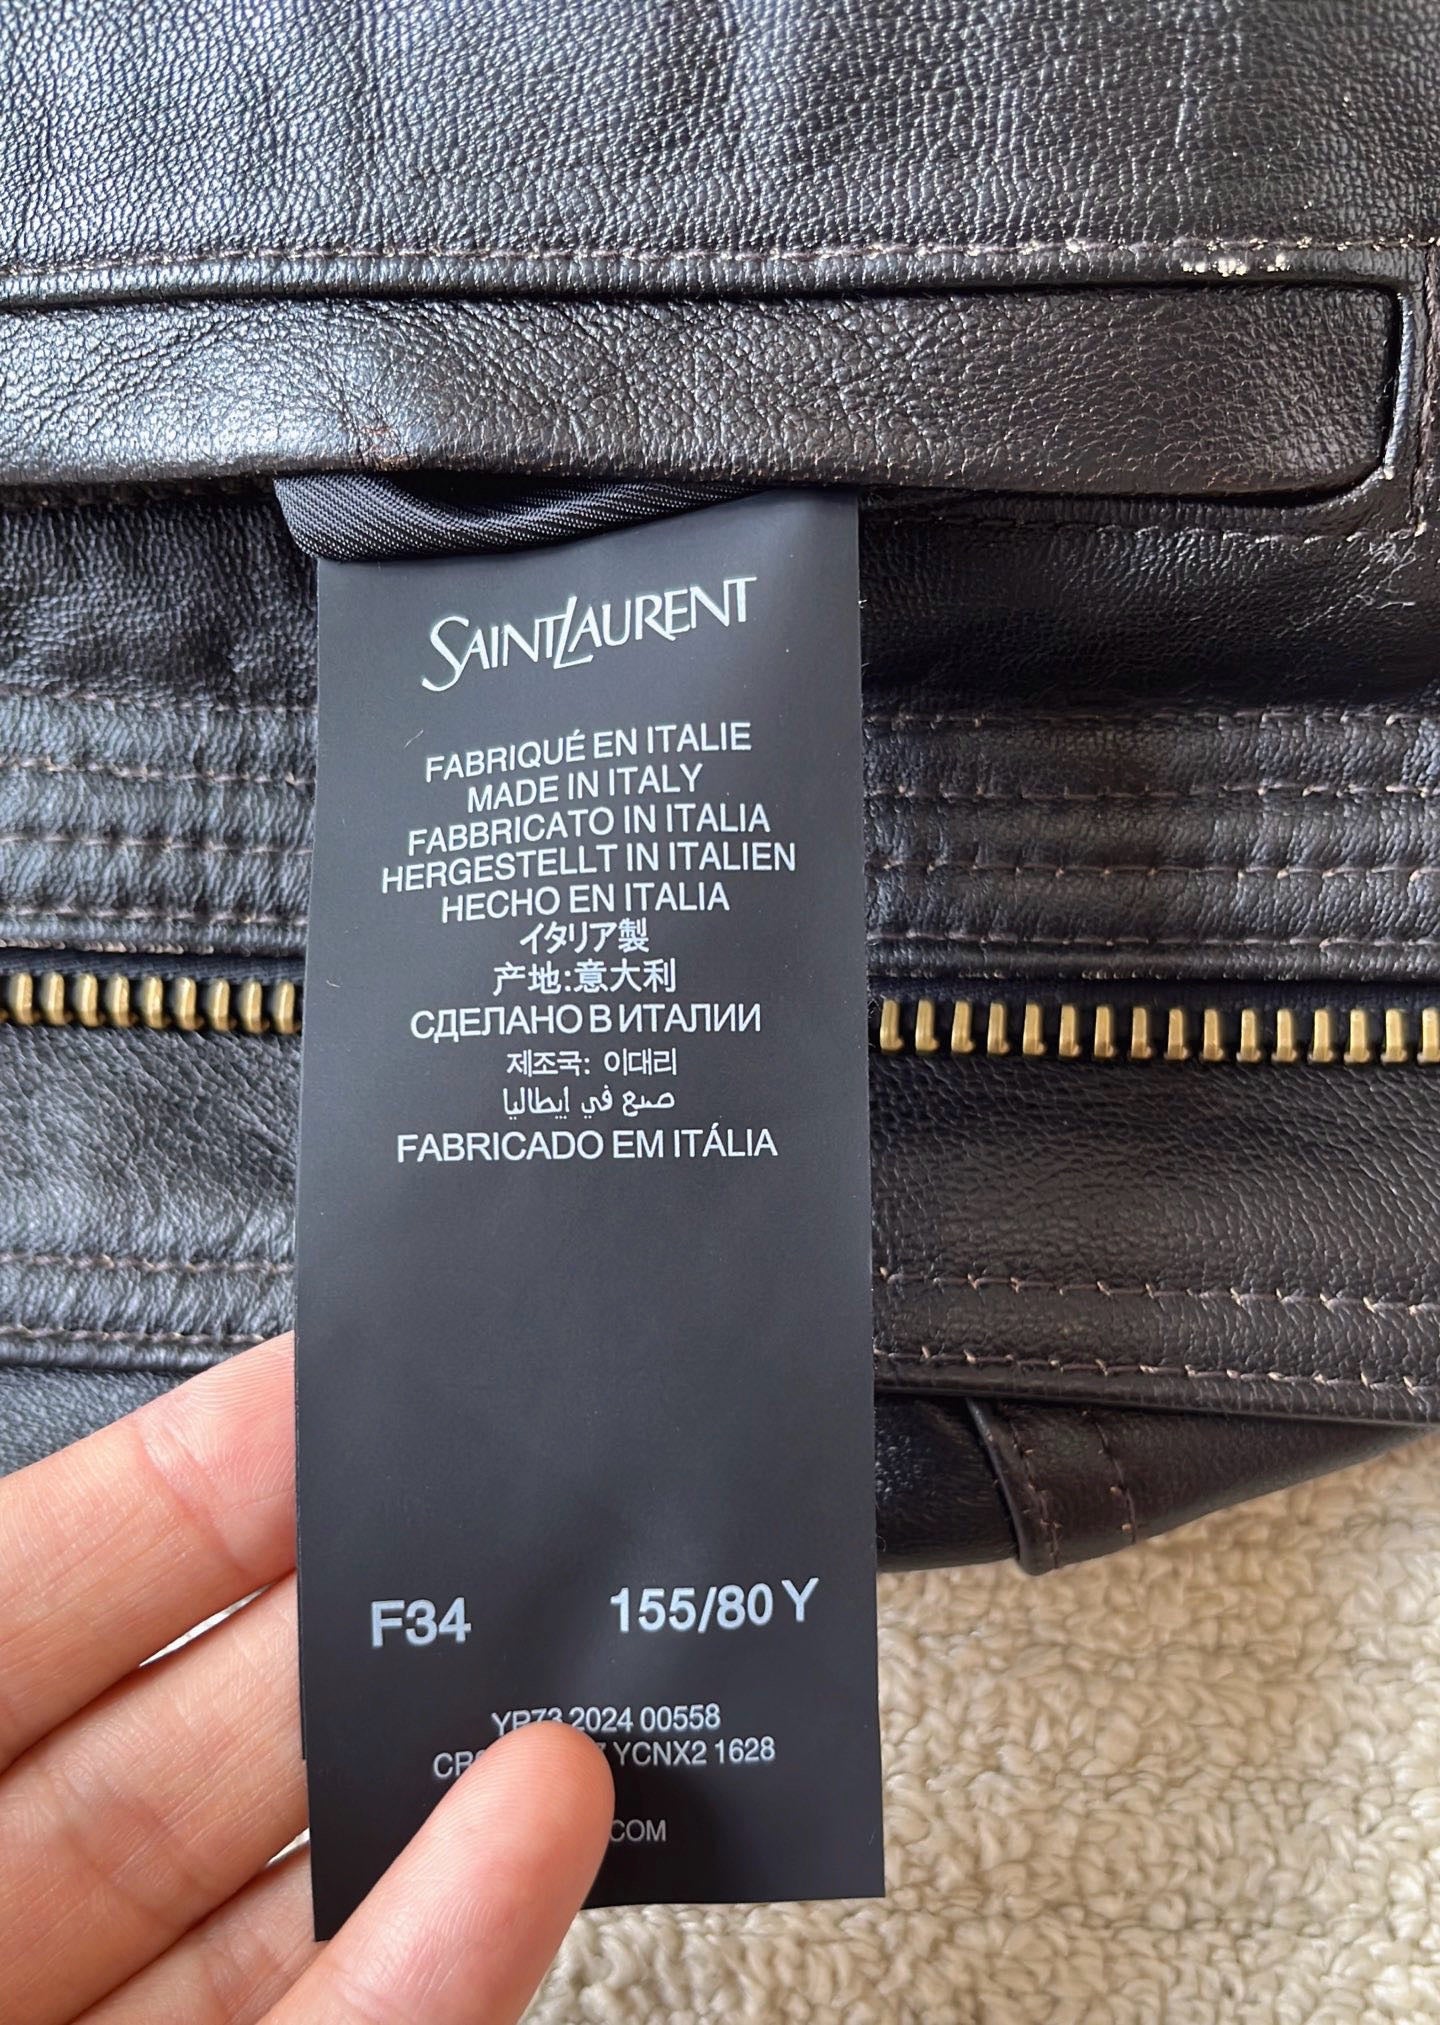 SAINT LAURENT
FABRIQUÉ EN ITALIE
MADE IN ITALY
FABBRICATO IN ITALIA
HERGESTELLT IN ITALIEN
HECHO EN ITALIA
イタリア製
产地:意大利
СДЕЛАНО В ИТАЛИИ
제조국: 이대리
صنع في إيطاليا
FABRICADO EM ITÁLIA
F34 155/80 Y
2024 00558
YCNX2 1628